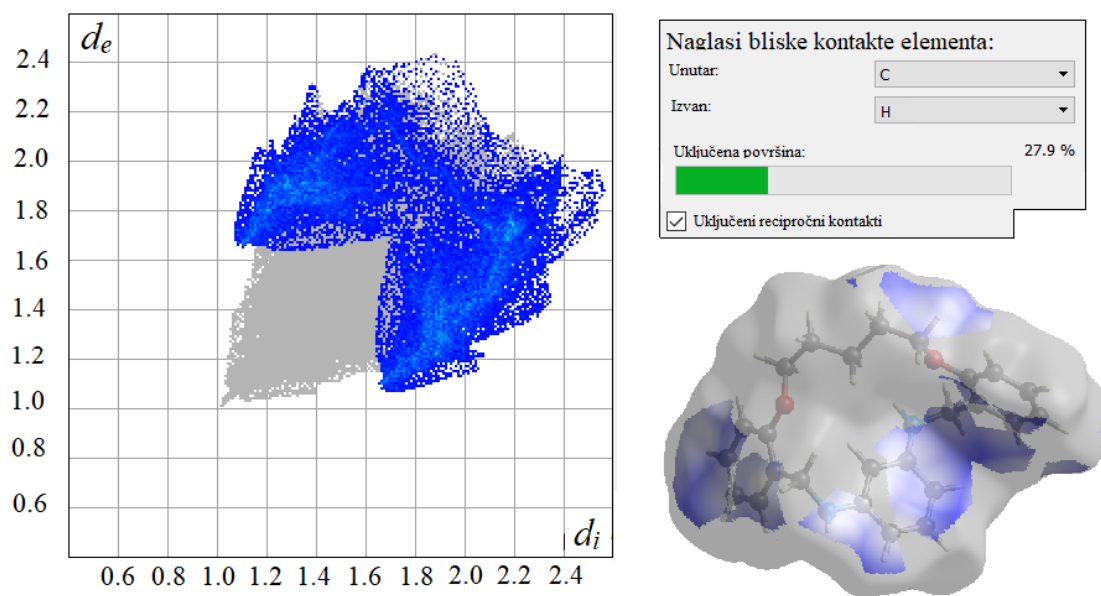 d_e
2.4
2.2
2.0
1.8
1.6
1.4
1.2
1.0
0.8
0.6
d_i
0.6 0.8 1.0 1.2 1.4 1.6 1.8 2.0 2.2 2.4
Naglasi bliske kontakte elementa:
Unutar: C
Izvan: H
Uključena površina: 27.9 %
Uključeni recipročni kontakti